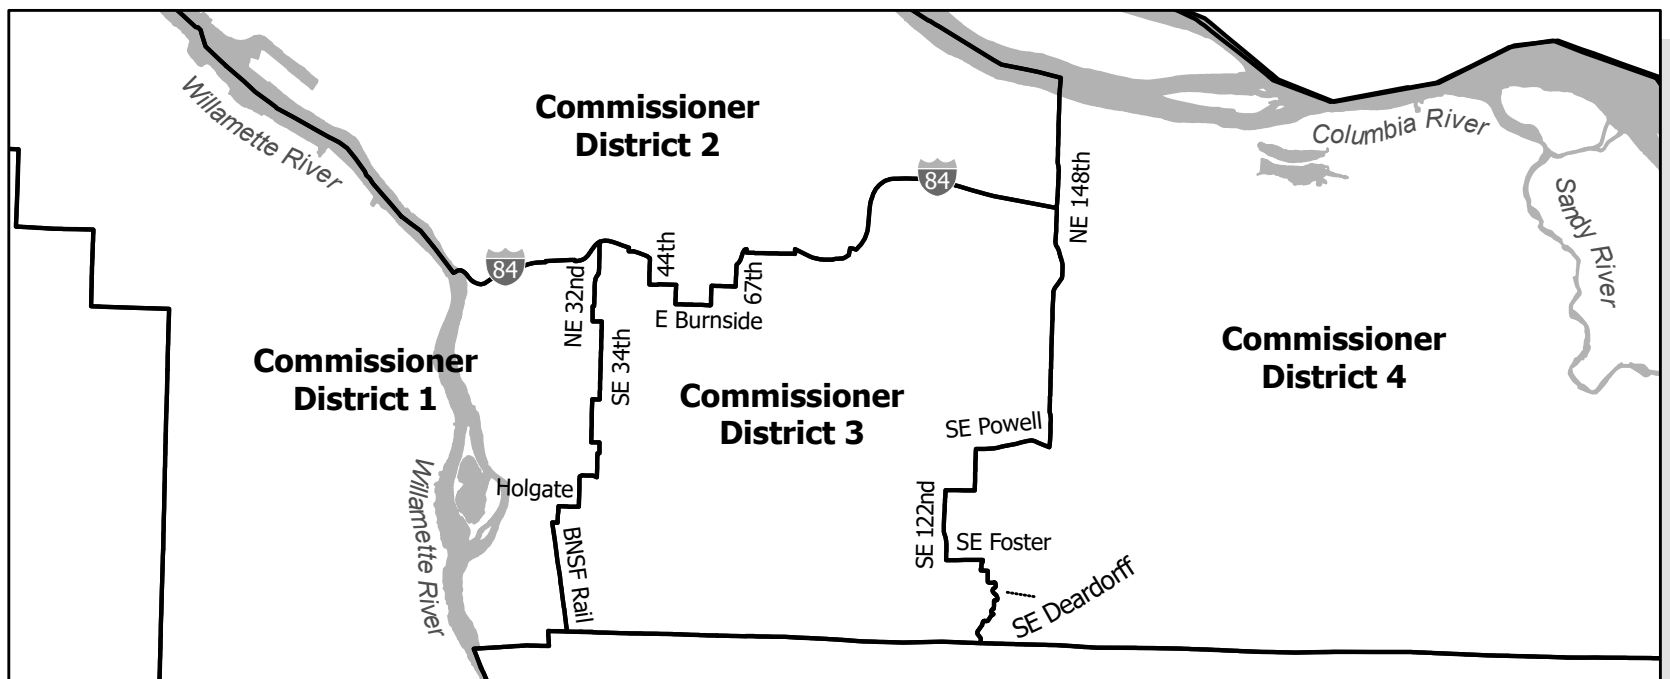 Commissioner
District 2
Willamette River
Columbia River
84
NE 148th
Sandy River
44th
84
67th
NE 32nd
E Burnside
SE 34th
Commissioner
District 1
Commissioner
District 4
Commissioner
District 3
SE Powell
Willamette River
Holgate
SE 122nd
BNSF Rail
SE Foster
SE Deardorff